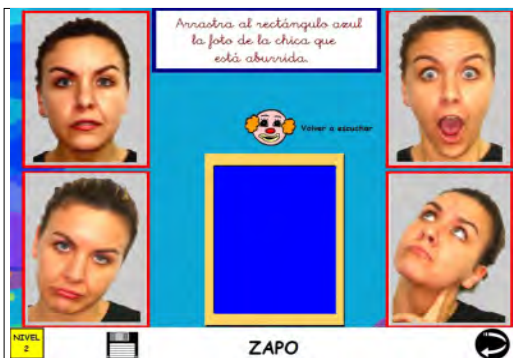 Arrastra al rectángulo azul
la foto de la chica que
está aburrida.
Volver a escuchar
NIVEL
2
ZAPO